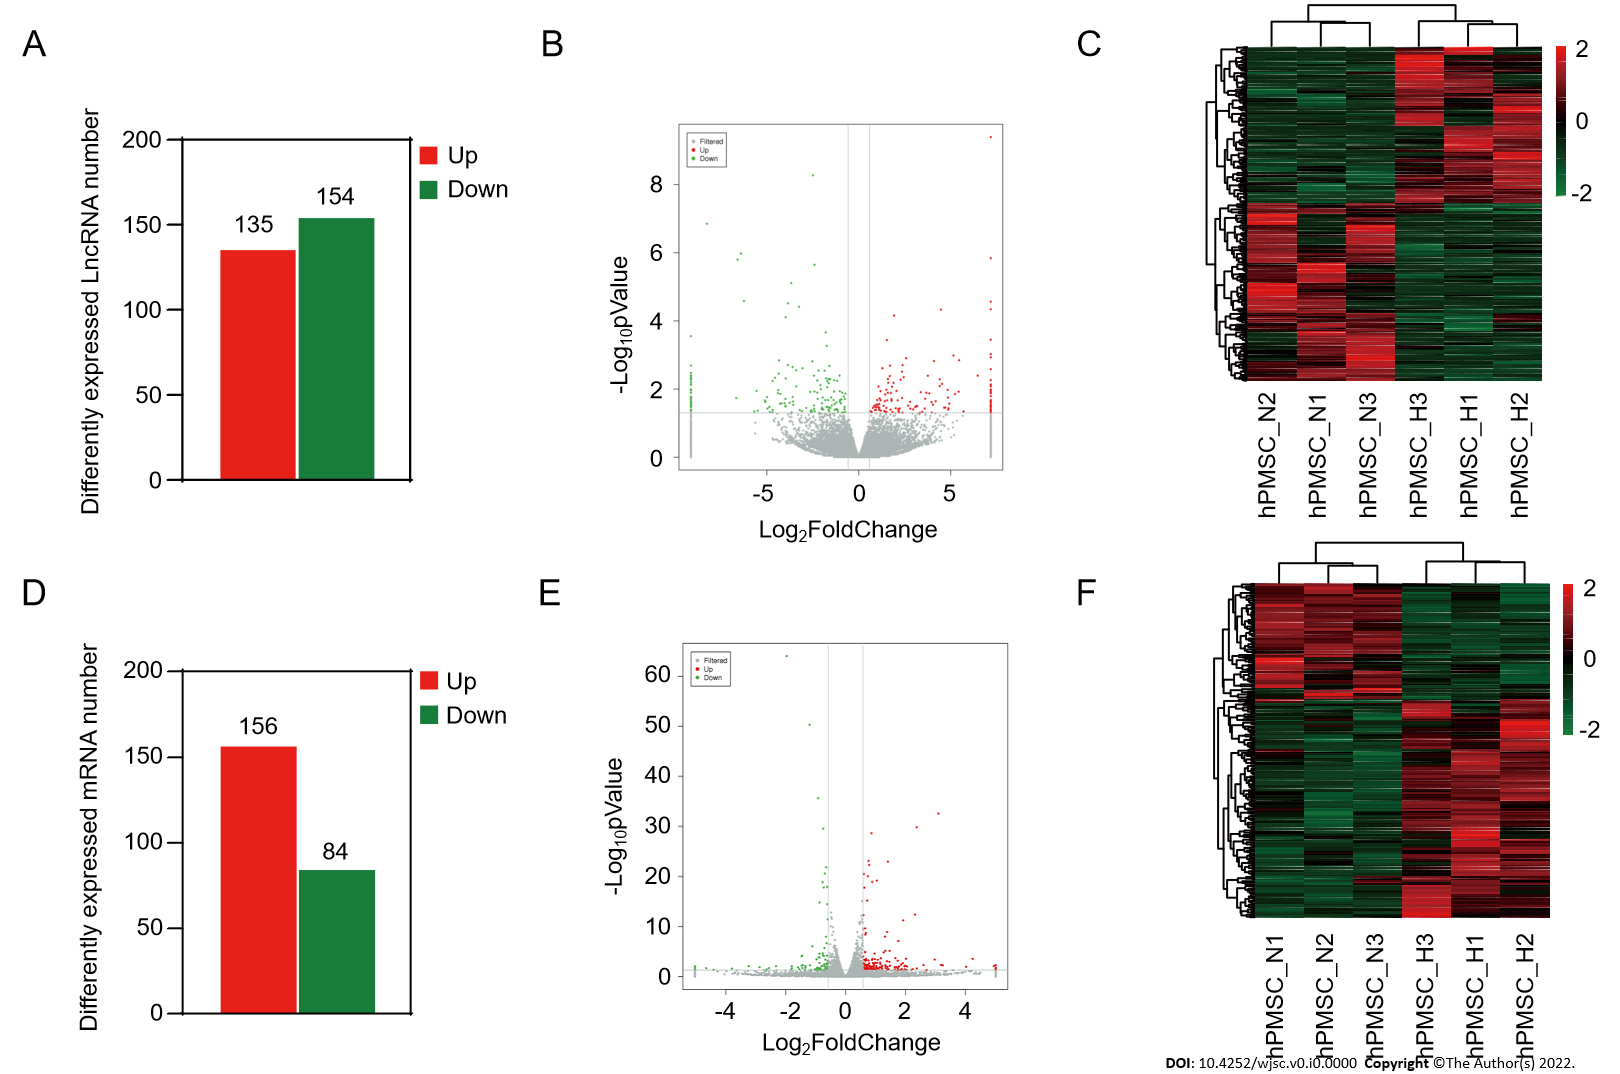 A
Differently expressed LncRNA number
200
150
100
50
0
135
154
Up
Down
B
Filtered
Up
Down
-Log10pValue
8
6
4
2
0
-5
0
5
Log2FoldChange
C
2
0
-2
hPMSC_N2
hPMSC_N1
hPMSC_N3
hPMSC_H3
hPMSC_H1
hPMSC_H2
D
Differently expressed mRNA number
200
150
100
50
0
156
84
Up
Down
E
Filtered
Up
Down
-Log10pValue
60
50
40
30
20
10
0
-4
-2
0
2
4
Log2FoldChange
F
2
0
-2
hPMSC_N1
hPMSC_N2
hPMSC_N3
hPMSC_H3
hPMSC_H1
hPMSC_H2
DOI: 10.4252/wjsc.v0.i0.0000 Copyright ©The Author(s) 2022.